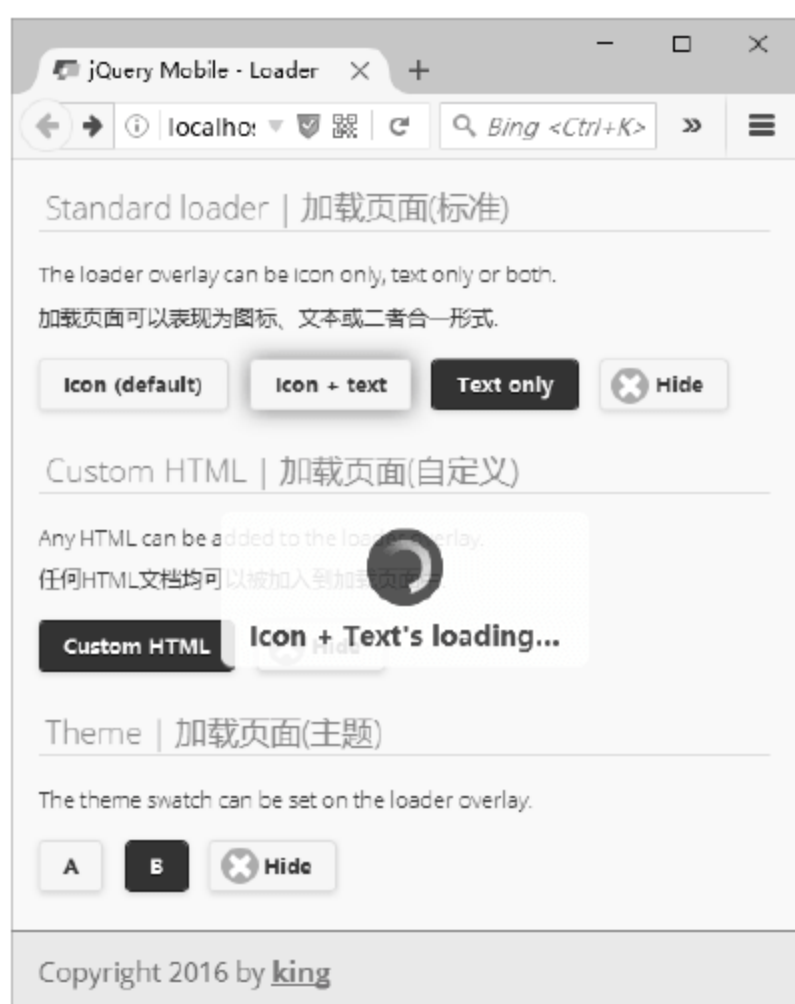 jQuery Mobile - Loader
localho Bing <Ctrl+K>
Standard loader | 加载页面(标准)
The loader overlay can be icon only, text only or both.
加载页面可以表现为图标、文本或二者合一形式.
Icon (default) Icon + text Text only Hide
Custom HTML | 加载页面(自定义)
Any HTML can be added to the loader overlay.
任何HTML文档均可以被加入到加载页面
Icon + Text's loading...
Custom HTML Hide
Theme | 加载页面(主题)
The theme swatch can be set on the loader overlay.
A B Hide
Copyright 2016 by king